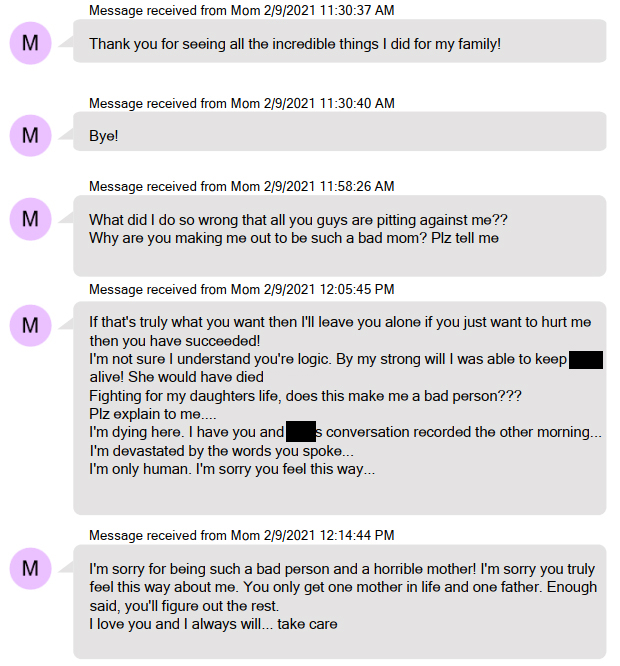 Message received from Mom 2/9/2021 11:30:37 AM
M
Thank you for seeing all the incredible things I did for my family!
Message received from Mom 2/9/2021 11:30:40 AM
M
Bye!
Message received from Mom 2/9/2021 11:58:26 AM
M
What did I do so wrong that all you guys are pitting against me??
Why are you making me out to be such a bad mom? Plz tell me
Message received from Mom 2/9/2021 12:05:45 PM
M
If that's truly what you want then I'll leave you alone if you just want to hurt me
then you have succeeded!
I'm not sure I understand you're logic. By my strong will I was able to keep
alive! She would have died
Fighting for my daughters life, does this make me a bad person???
Plz explain to me....
I'm dying here. I have you and s conversation recorded the other morning...
I'm devastated by the words you spoke...
I'm only human. I'm sorry you feel this way...
Message received from Mom 2/9/2021 12:14:44 PM
M
I'm sorry for being such a bad person and a horrible mother! I'm sorry you truly
feel this way about me. You only get one mother in life and one father. Enough
said, you'll figure out the rest.
I love you and I always will... take care